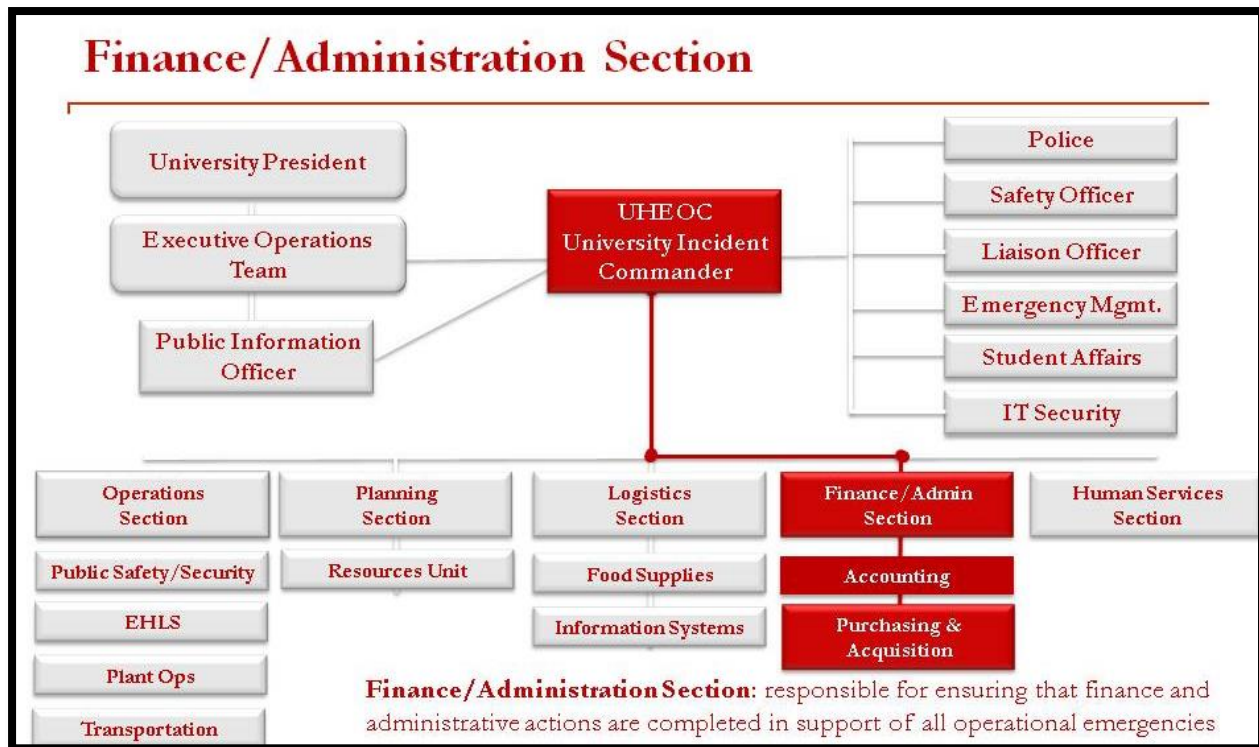 Finance/Administration Section
University President
Executive Operations
Team
Public Information
Officer
UHEOC
University Incident
Commander
Police
Safety Officer
Liaison Officer
Emergency Mgmt.
Student Affairs
IT Security
Operations
Section
Public Safety/Security
EHLS
Plant Ops
Transportation
Planning
Section
Resources Unit
Logistics
Section
Food Supplies
Information Systems
Finance/Admin
Section
Accounting
Purchasing &
Acquisition
Human Services
Section
Finance/Administration Section: responsible for ensuring that finance and
administrative actions are completed in support of all operational emergencies